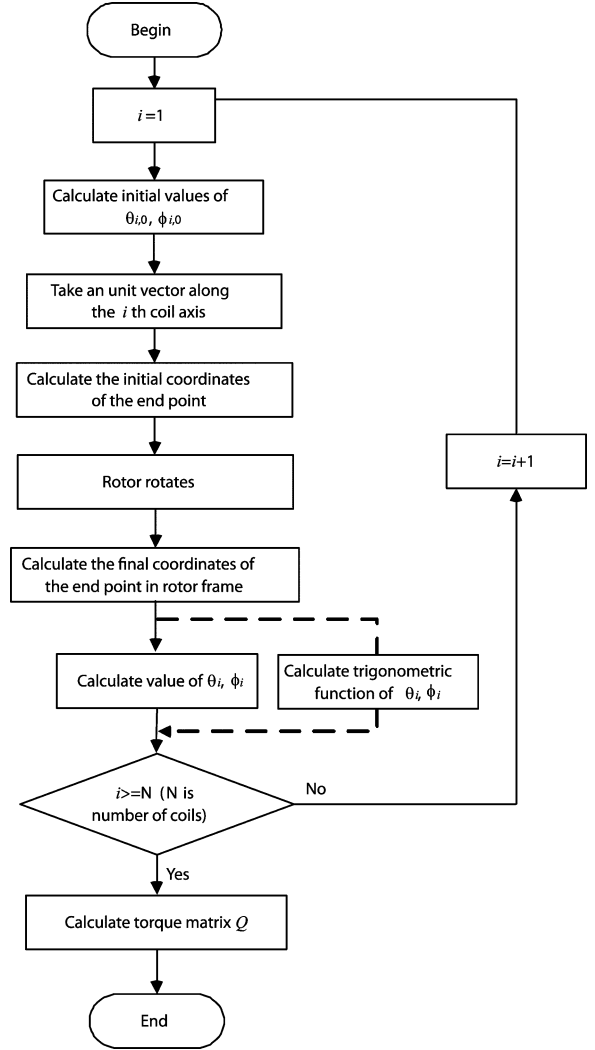 Begin
i=1
Calculate initial values of
θi,0, ϕi,0
Take an unit vector along
the i th coil axis
Calculate the initial coordinates
of the end point
Rotor rotates
i=i+1
Calculate the final coordinates of
the end point in rotor frame
Calculate value of θi, ϕi
Calculate trigonometric
function of θi, ϕi
i>=N (N is
number of coils)
No
Yes
Calculate torque matrix Q
End